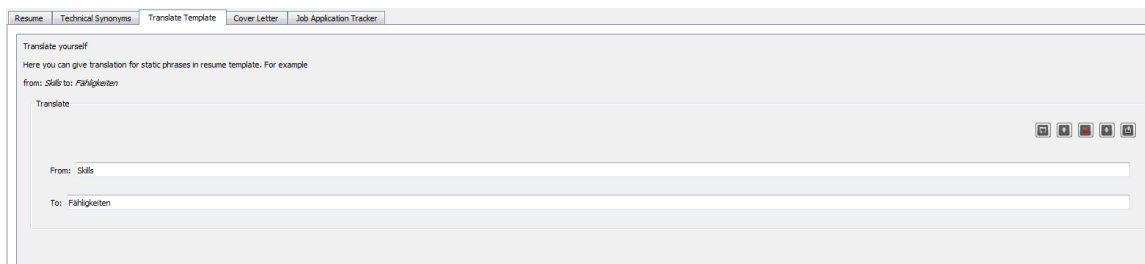 Resume Technical Synonyms Translate Template Cover Letter Job Application Tracker
Translate yourself
Here you can give translation for static phrases in resume template. For example
from: Skills to: Fähligkeiten
Translate
From: Skills
To: Fähligkeiten